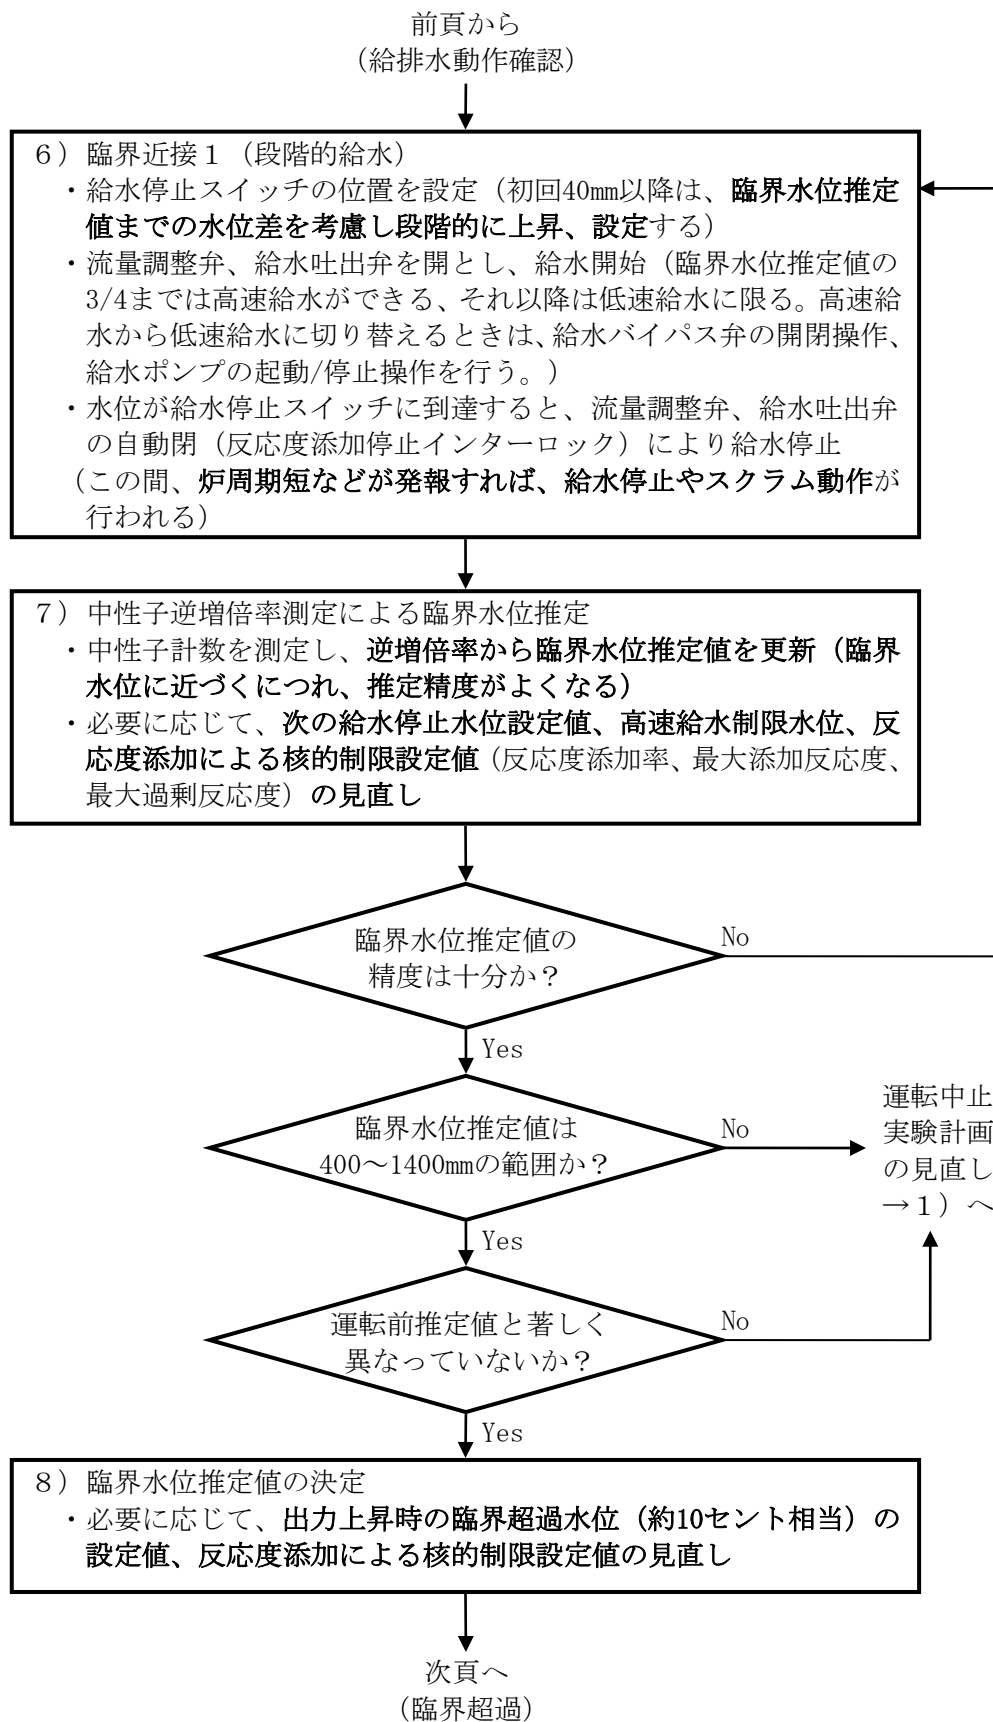 前頁から
(給排水動作確認)
6) 臨界近接1(段階的給水)
・給水停止スイッチの位置を設定(初回40mm以降は、臨界水位推定
値までの水位差を考慮し段階的に上昇、設定する)
・流量調整弁、給水吐出弁を開とし、給水開始(臨界水位推定値の
3/4までは高速給水ができる、それ以降は低速給水に限る。高速給
水から低速給水に切り替えるときは、給水バイパス弁の開閉操作、
給水ポンプの起動/停止操作を行う。)
・水位が給水停止スイッチに到達すると、流量調整弁、給水吐出弁
の自動閉(反応度添加停止インターロック)により給水停止
(この間、炉周期短などが発報すれば、給水停止やスクラム動作が
行われる)
7) 中性子逆増倍率測定による臨界水位推定
・中性子計数を測定し、逆増倍率から臨界水位推定値を更新(臨界
水位に近づくにつれ、推定精度がよくなる)
・必要に応じて、次の給水停止水位設定値、高速給水制限水位、反
応度添加による核的制限設定値(反応度添加率、最大添加反応度、
最大過剰反応度)の見直し
臨界水位推定値の
精度は十分か?
No
Yes
臨界水位推定値は
400~1400mmの範囲か?
No
運転中止
実験計画
の見直し
→1)へ
Yes
運転前推定値と著しく
異なっていないか?
No
Yes
8) 臨界水位推定値の決定
・必要に応じて、出力上昇時の臨界超過水位(約10セント相当)の
設定値、反応度添加による核的制限設定値の見直し
次頁へ
(臨界超過)